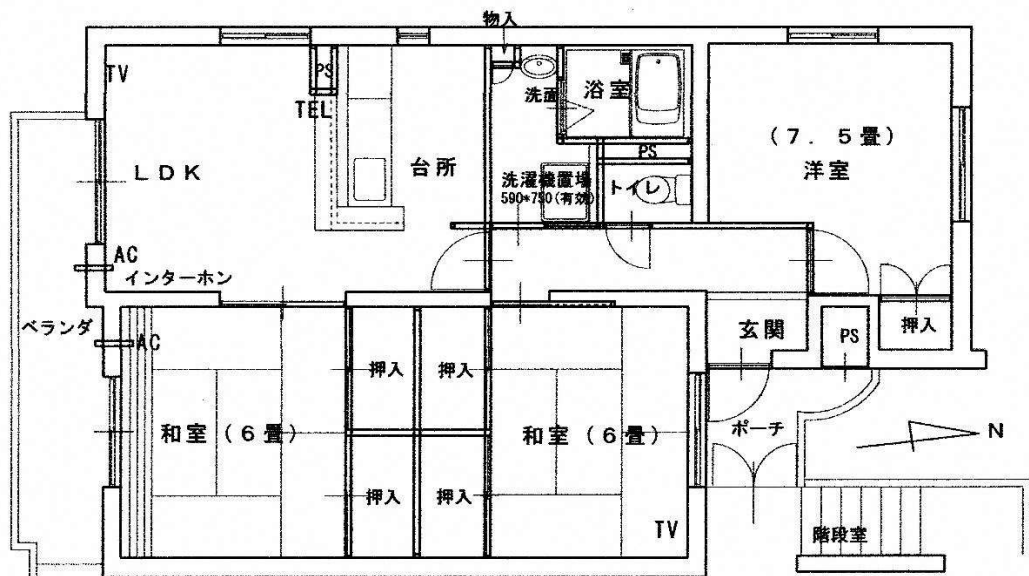 物入
TV
PS
TEL
洗面
浴室
(7.5畳)
洋室
LDK
台所
PS
洗濯機置場
590*750(有効)
トイレ
AC
インターホン
ベランダ
AC
押入
押入
玄関
PS
押入
和室(6畳)
和室(6畳)
ポーチ
N
押入
押入
TV
階段室